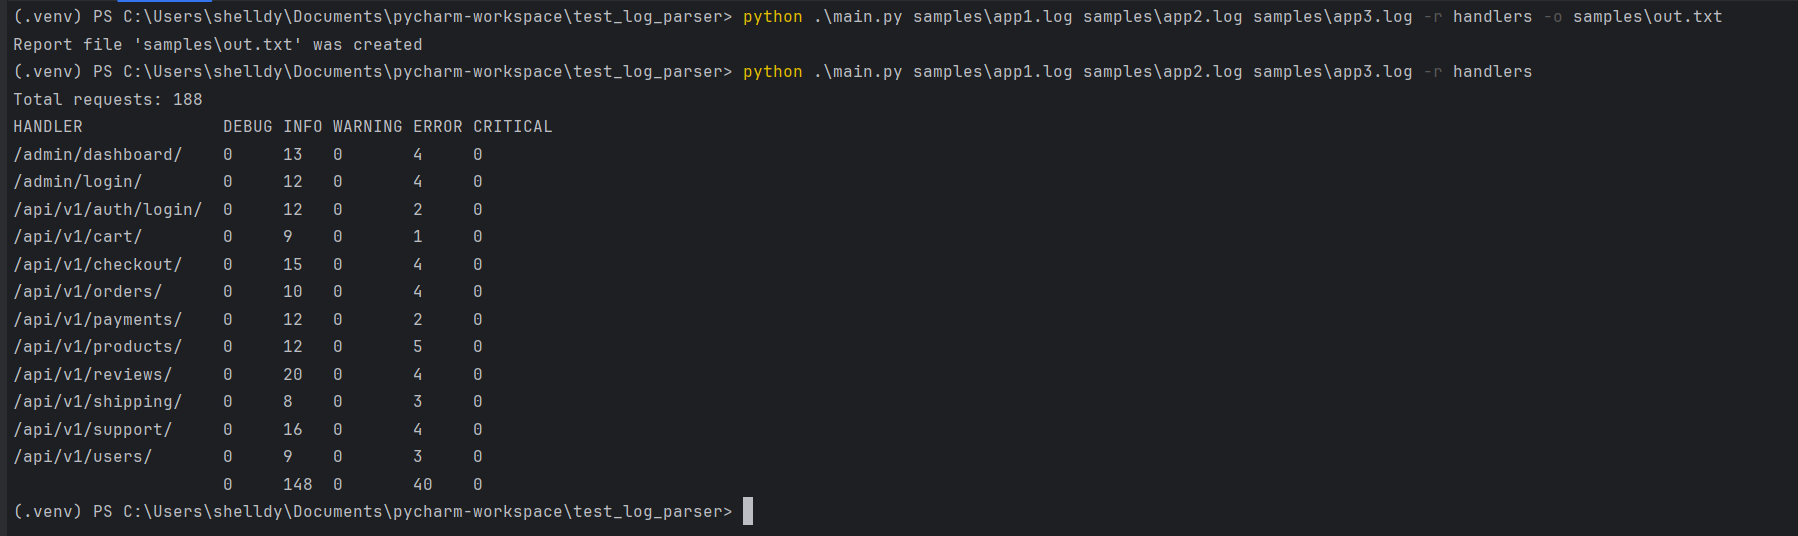 (.venv) PS C:\Users\shelldy\Documents\pycharm-workspace\test_log_parser> python .\main.py samples\app1.log samples\app2.log samples\app3.log -r handlers -o samples\out.txt
Report file 'samples\out.txt' was created
(.venv) PS C:\Users\shelldy\Documents\pycharm-workspace\test_log_parser> python .\main.py samples\app1.log samples\app2.log samples\app3.log -r handlers
Total requests: 188
HANDLER              DEBUG INFO WARNING ERROR CRITICAL
/admin/dashboard/    0     13   0       4     0
/admin/login/        0     12   0       4     0
/api/v1/auth/login/  0     12   0       2     0
/api/v1/cart/        0     9    0       1     0
/api/v1/checkout/    0     15   0       4     0
/api/v1/orders/      0     10   0       4     0
/api/v1/payments/    0     12   0       2     0
/api/v1/products/    0     12   0       5     0
/api/v1/reviews/     0     20   0       4     0
/api/v1/shipping/    0     8    0       3     0
/api/v1/support/     0     16   0       4     0
/api/v1/users/       0     9    0       3     0
                     0     148  0       40    0
(.venv) PS C:\Users\shelldy\Documents\pycharm-workspace\test_log_parser>